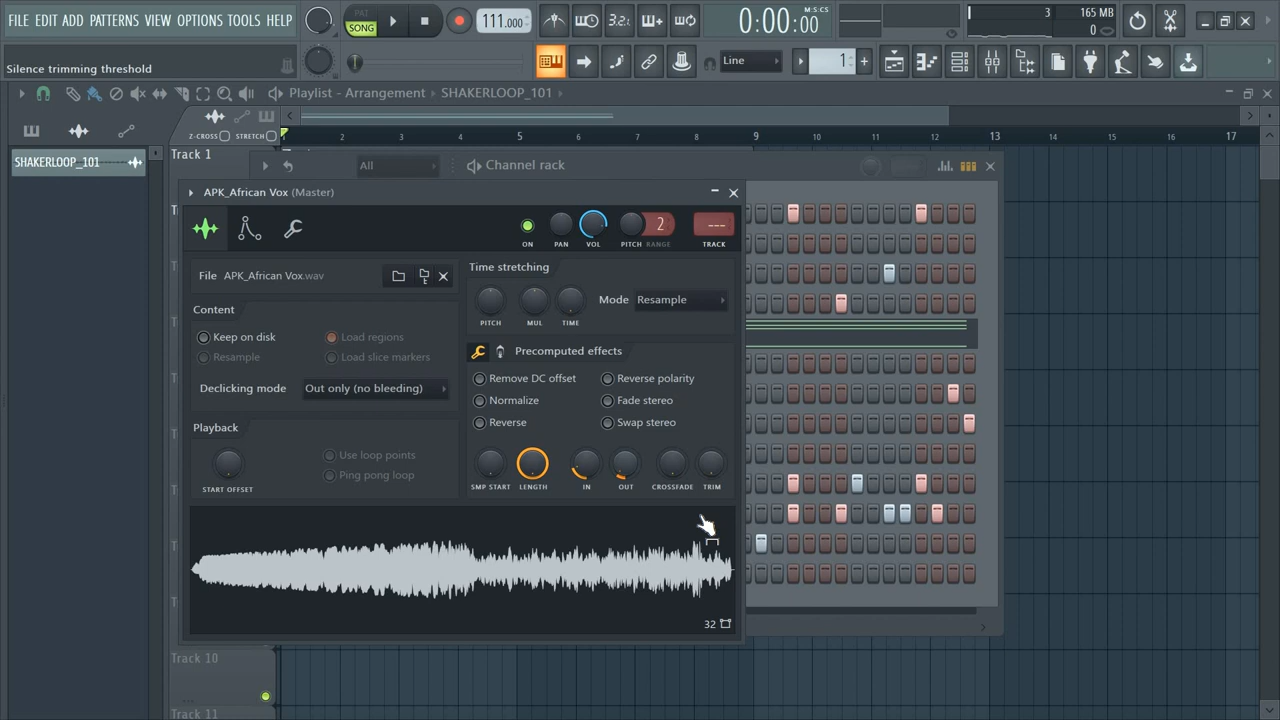 FILE EDIT ADD PATTERNS VIEW OPTIONS TOOLS HELP
PAT
SONG
111.000
3.2.
0:00:00
M:S:CS
3
165 MB
0
Silence trimming threshold
Line
1
Playlist - Arrangement
SHAKERLOOP_101
Z-CROSS
STRETCH
2
3
4
5
6
7
8
9
10
11
12
13
14
15
16
17
SHAKERLOOP_101
Track 1
All
Channel rack
APK_African Vox (Master)
2
---
ON
PAN
VOL
PITCH
RANGE
TRACK
File
APK_African Vox.wav
Time stretching
Content
PITCH
MUL
TIME
Mode
Resample
Keep on disk
Load regions
Resample
Load slice markers
Precomputed effects
Declicking mode
Out only (no bleeding)
Remove DC offset
Reverse polarity
Normalize
Fade stereo
Reverse
Swap stereo
Playback
Use loop points
Ping pong loop
START OFFSET
SMP START
LENGTH
IN
OUT
CROSSFADE
TRIM
32
Track 10
Track 11